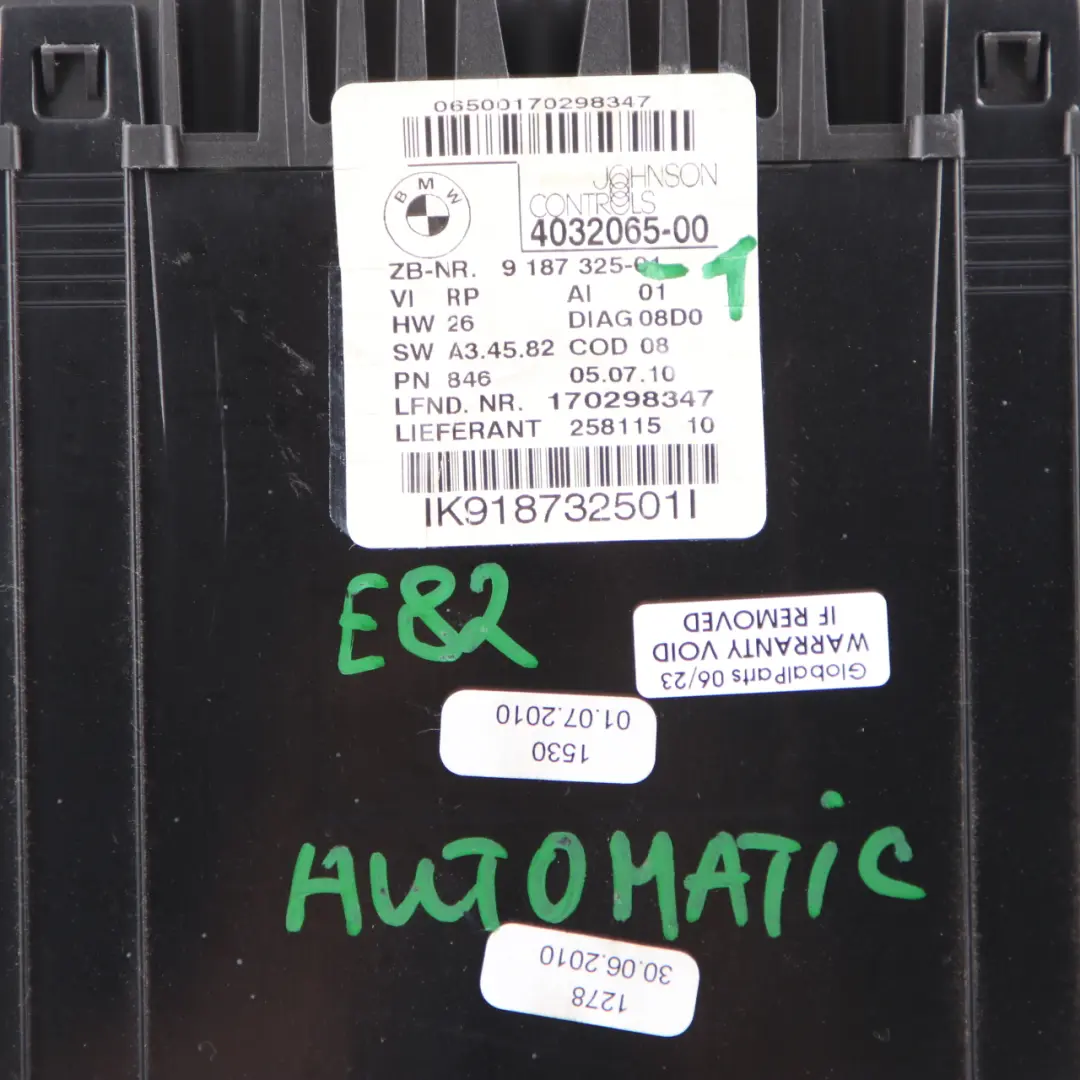 06500170298347
BMW
JOHNSON
CONTROLS
4032065-00
ZB-NR. 9 187 325-01
-1
VI RP AI 01
HW 26 DIAG 08D0
SW A3.45.82 COD 08
PN 846 05.07.10
LFND. NR. 170298347
LIEFERANT 258115 10
IK918732501I
E82
GlobalParts 06/23
WARRANTY VOID
IF REMOVED
1530
01.07.2010
AUTOMATiC
1278
30.06.2010